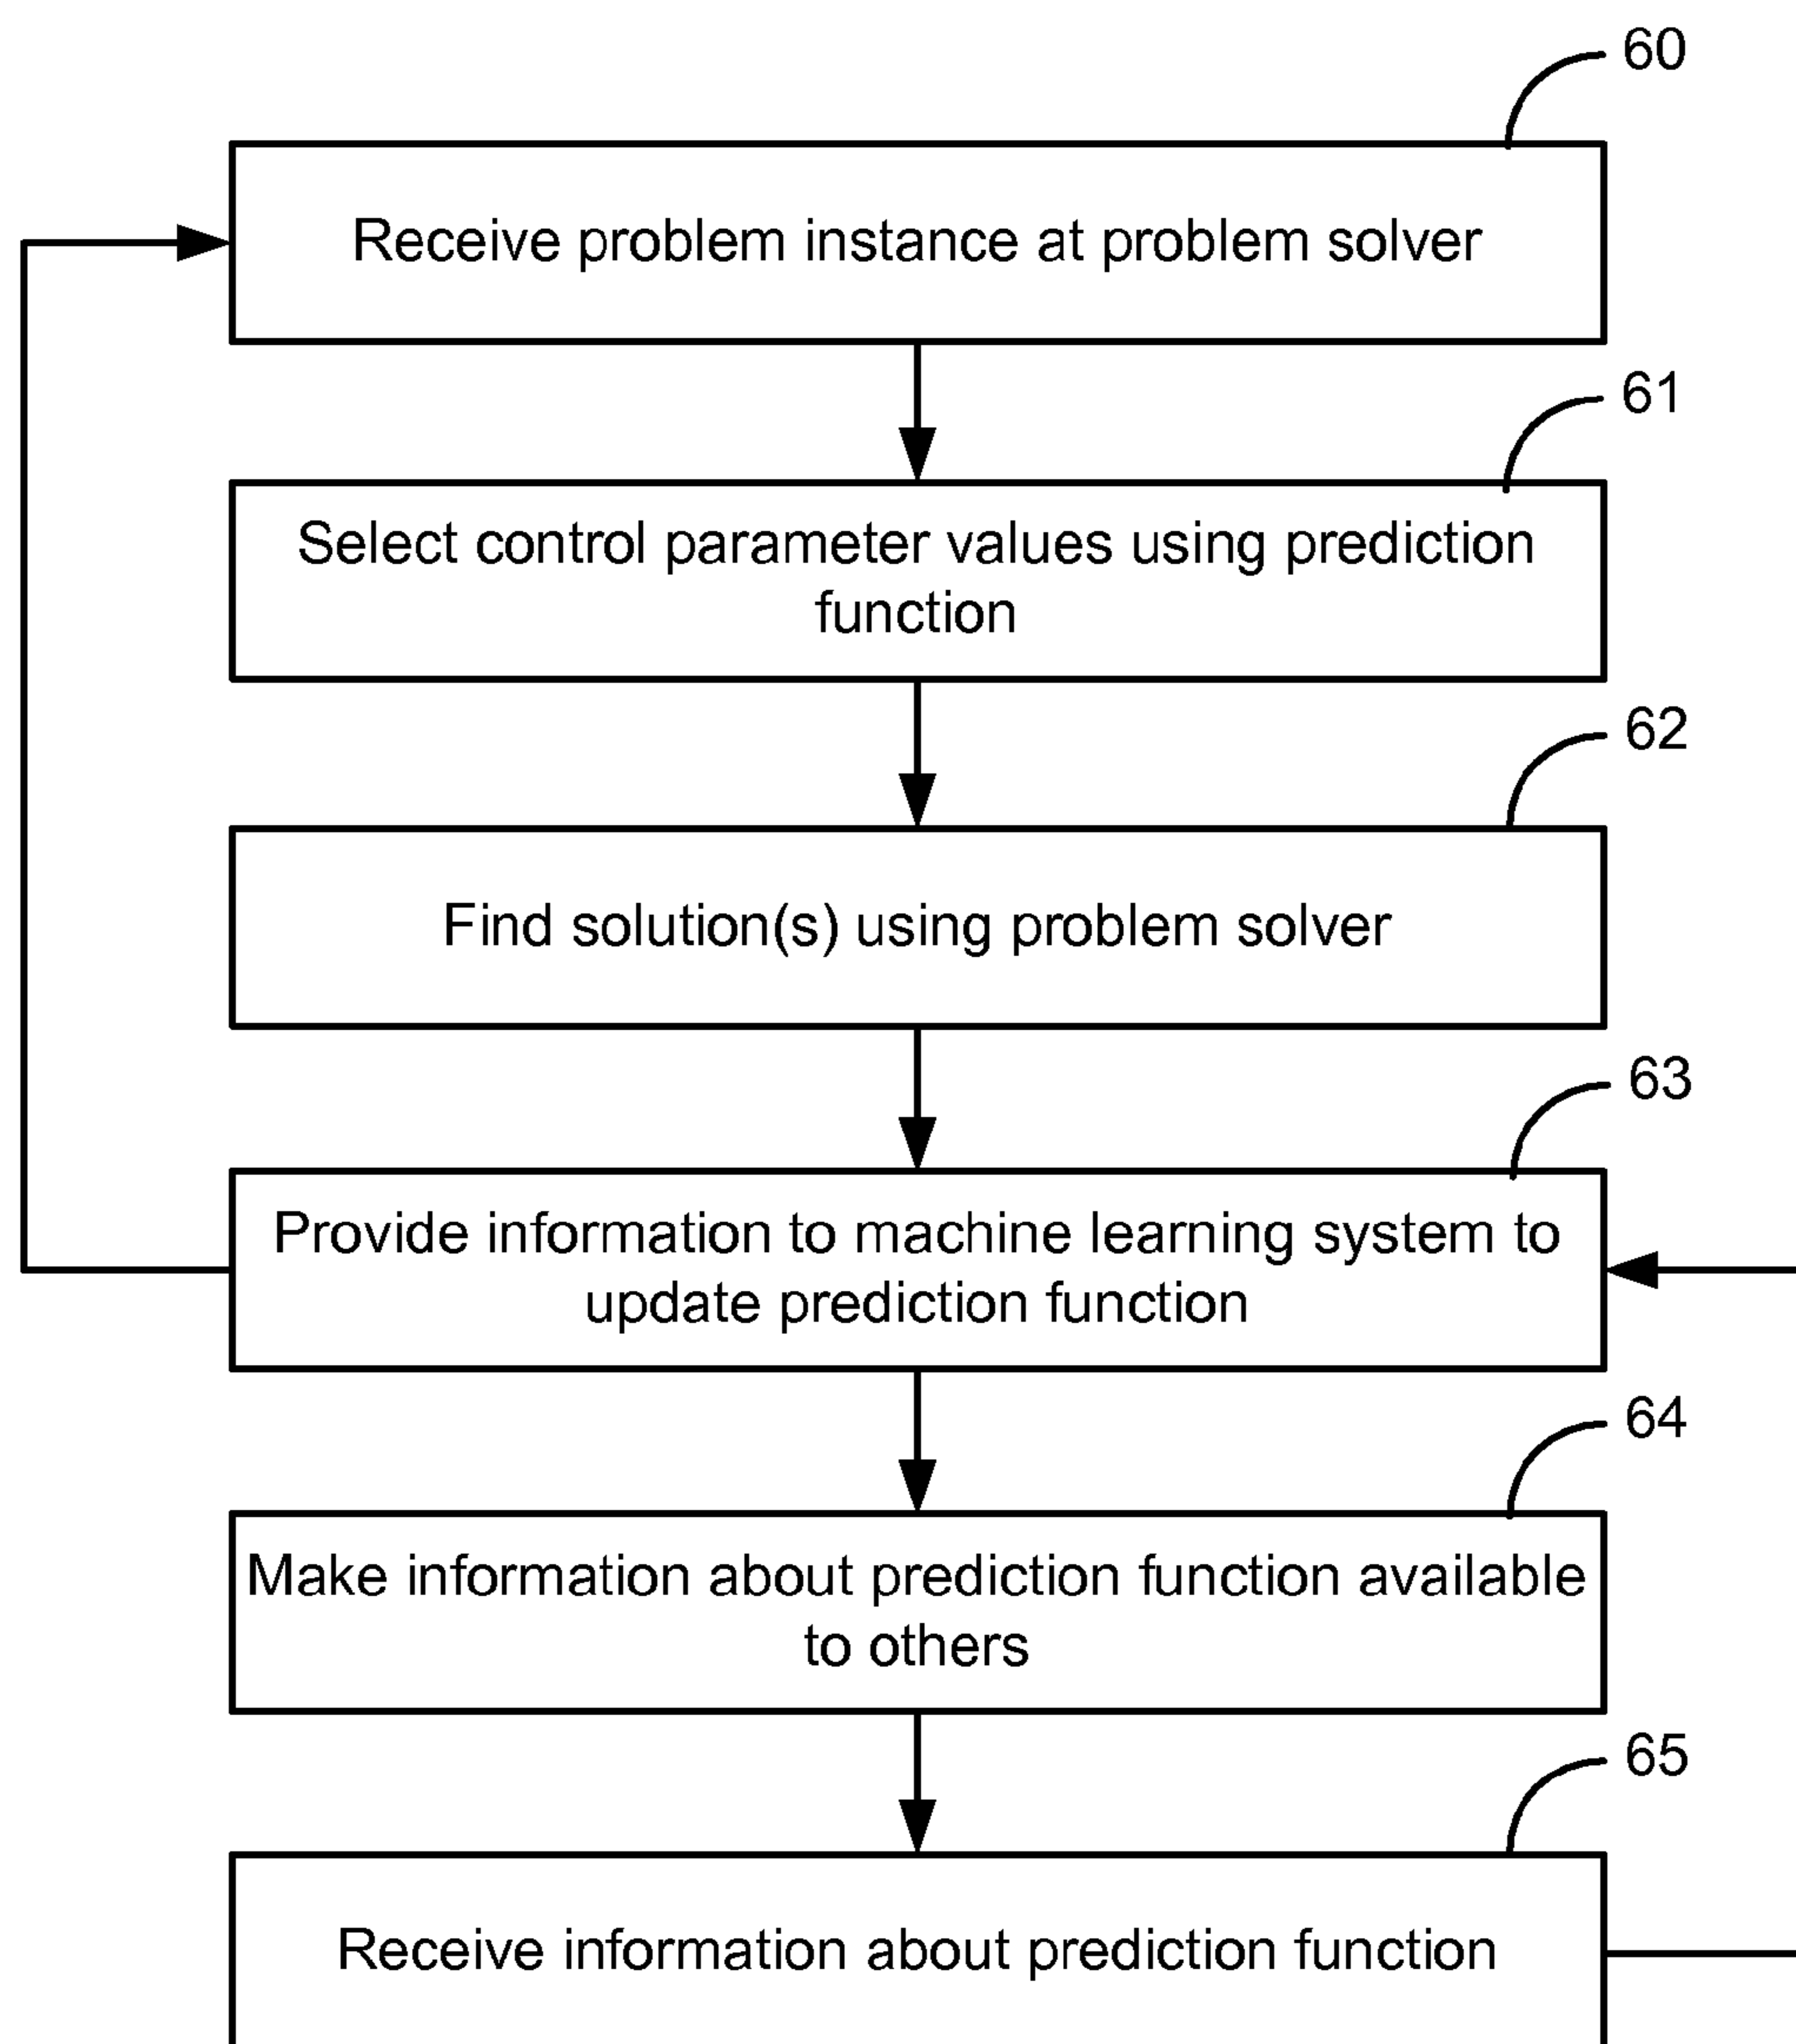 60
Receive problem instance at problem solver
61
Select control parameter values using prediction
function
62
Find solution(s) using problem solver
63
Provide information to machine learning system to
update prediction function
64
Make information about prediction function available
to others
65
Receive information about prediction function